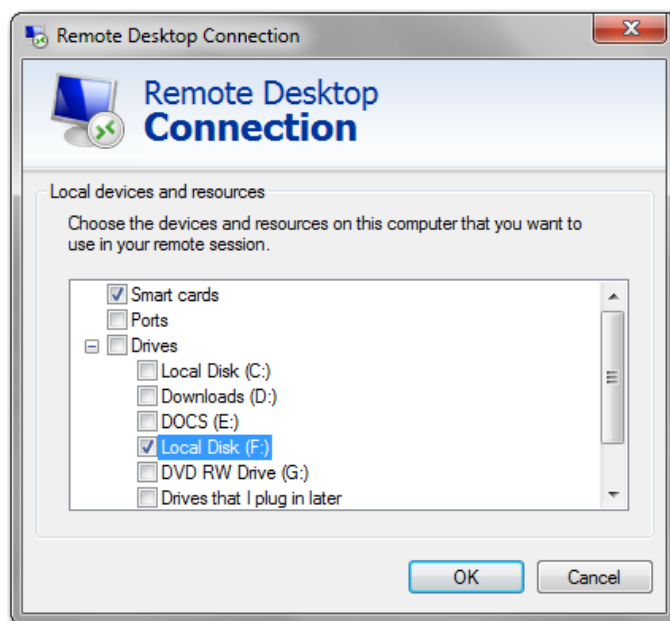 Remote Desktop Connection
Remote Desktop
Connection
Local devices and resources
Choose the devices and resources on this computer that you want to
use in your remote session.
Smart cards
Ports
Drives
Local Disk (C:)
Downloads (D:)
DOCS (E:)
Local Disk (F:)
DVD RW Drive (G:)
Drives that I plug in later
OK
Cancel